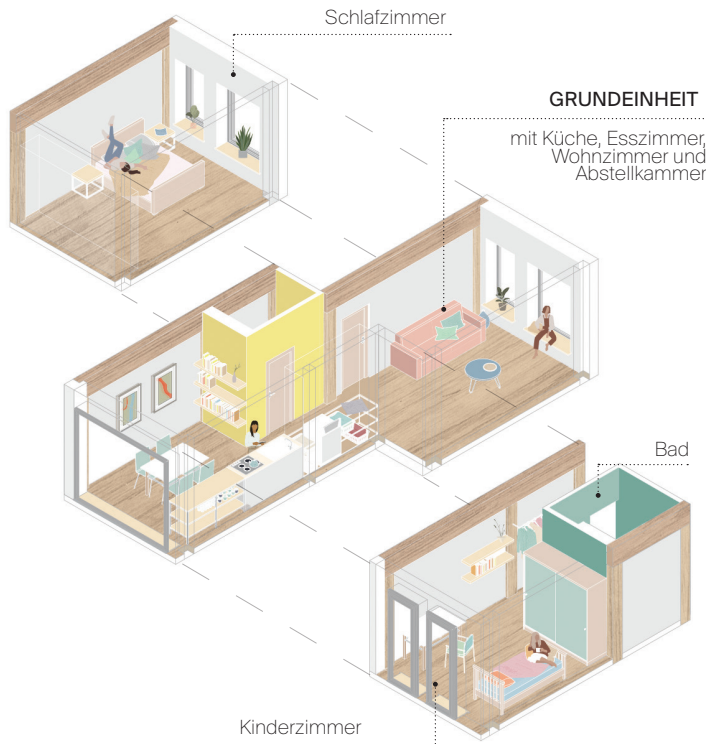 Schlafzimmer
GRUNDEINHEIT
mit Küche, Esszimmer,
Wohnzimmer und
Abstellkammer
Bad
Kinderzimmer